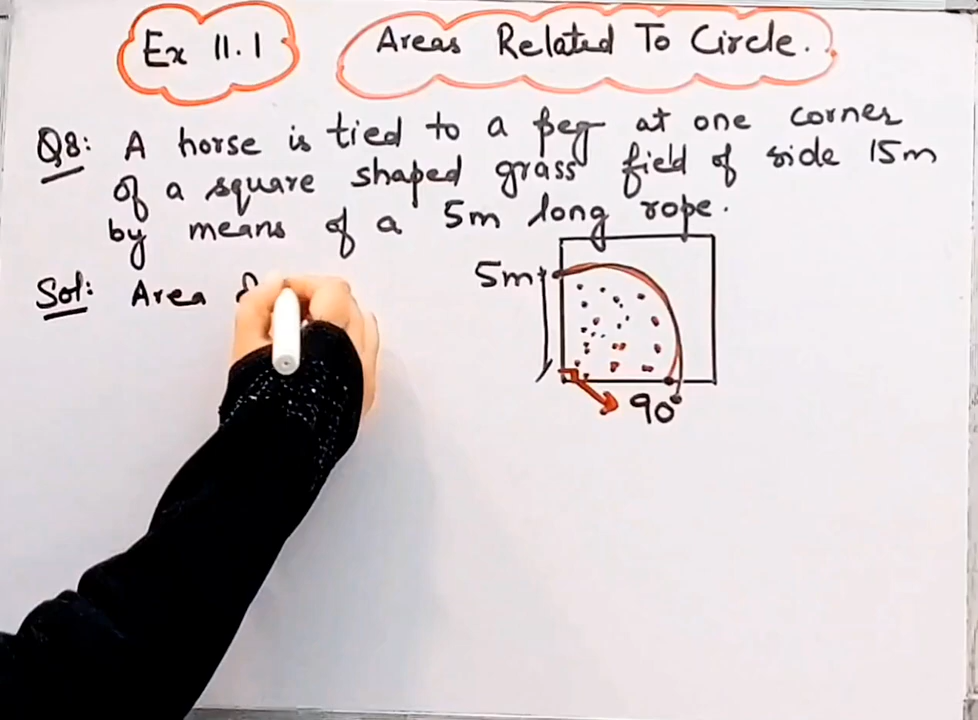 Ex 11.1
Areas Related To Circle.
Q8: A horse is tied to a peg at one corner
of a square shaped grass field of side 15m
by means of a 5m long rope.
Sol: Area
5m
90°